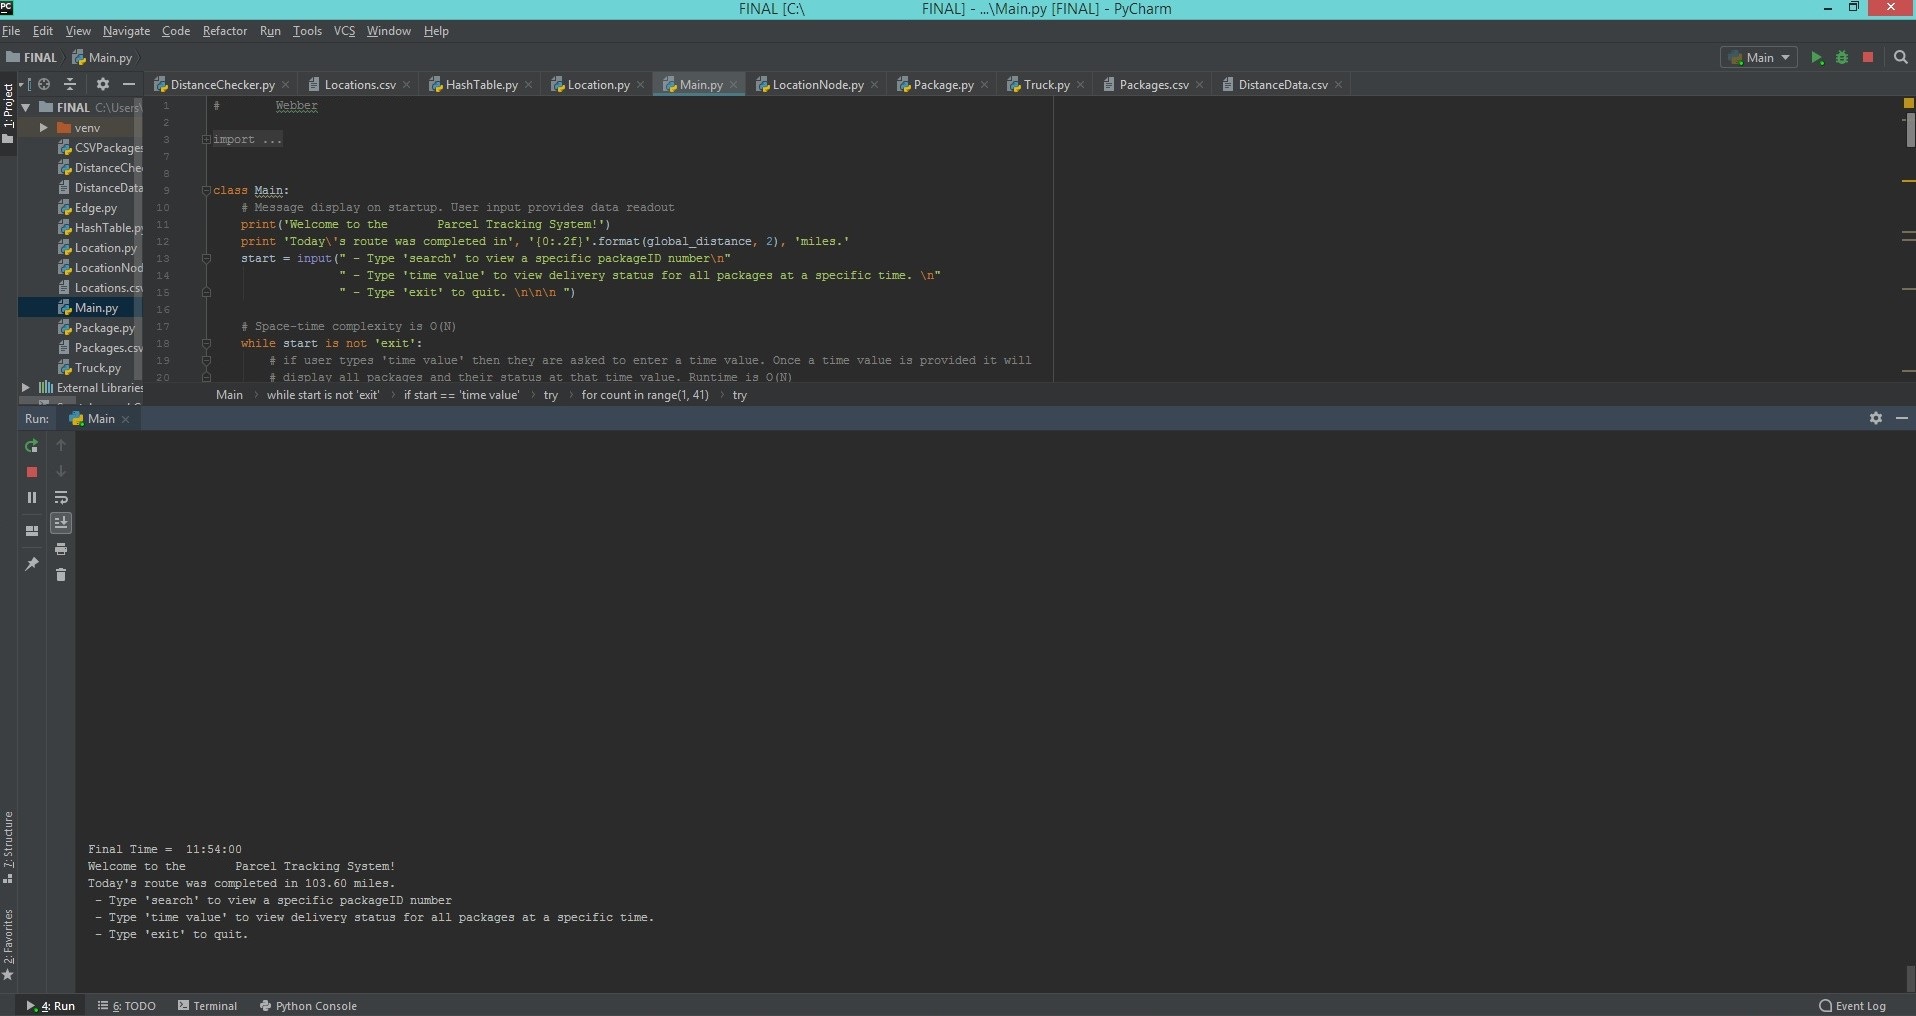 FINAL [C:\ FINAL] - ...\Main.py [FINAL] - PyCharm
File Edit View Navigate Code Refactor Run Tools VCS Window Help
FINAL Main.py Main
DistanceChecker.py Locations.csv HashTable.py Location.py Main.py LocationNode.py Package.py Truck.py Packages.csv DistanceData.csv
1: Project
FINAL C:\Users\
venv
CSVPackages
DistanceChe
DistanceData
Edge.py
HashTable.py
Location.py
LocationNod
Locations.csv
Main.py
Package.py
Packages.csv
Truck.py
External Libraries
1 # Webber
2
3 import ...
7
8
9 class Main:
10 # Message display on startup. User input provides data readout
11 print('Welcome to the Parcel Tracking System!')
12 print 'Today\'s route was completed in', '{0:.2f}'.format(global_distance, 2), 'miles.'
13 start = input(" - Type 'search' to view a specific packageID number\n"
14 " - Type 'time value' to view delivery status for all packages at a specific time. \n"
15 " - Type 'exit' to quit. \n\n\n ")
16
17 # Space-time complexity is O(N)
18 while start is not 'exit':
19 # if user types 'time value' then they are asked to enter a time value. Once a time value is provided it will
20 # display all packages and their status at that time value. Runtime is O(N)
Main while start is not 'exit' if start == 'time value' try for count in range(1, 41) try
Run: Main
Final Time = 11:54:00
Welcome to the Parcel Tracking System!
Today's route was completed in 103.60 miles.
- Type 'search' to view a specific packageID number
- Type 'time value' to view delivery status for all packages at a specific time.
- Type 'exit' to quit.
7: Structure
2: Favorites
4: Run 6: TODO Terminal Python Console Event Log